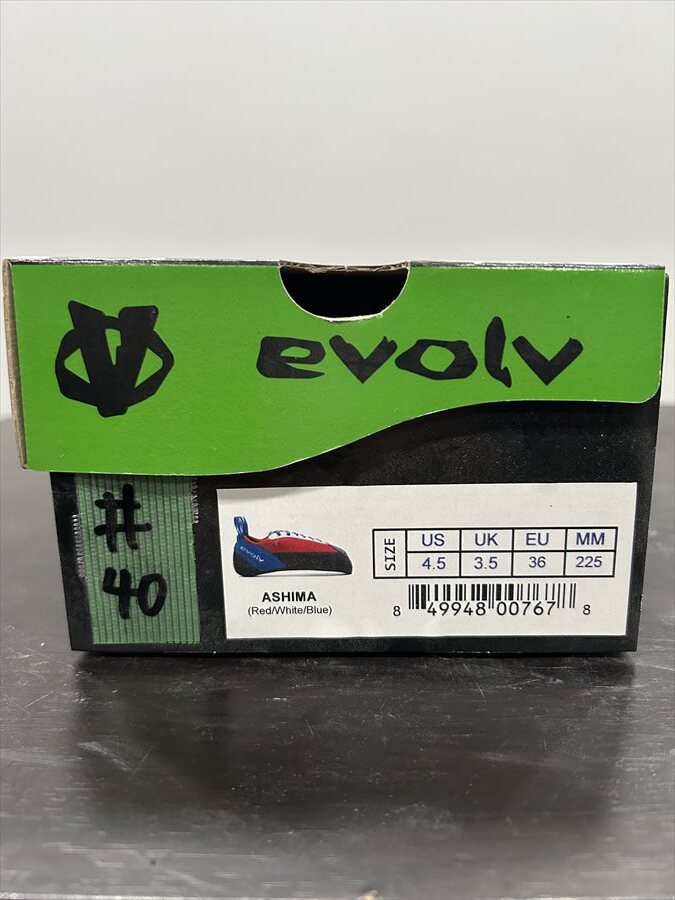 evolv
#
40
evolv
ASHIMA
(Red/White/Blue)
SIZE
US UK EU MM
4.5 3.5 36 225
8 49948 00767 8